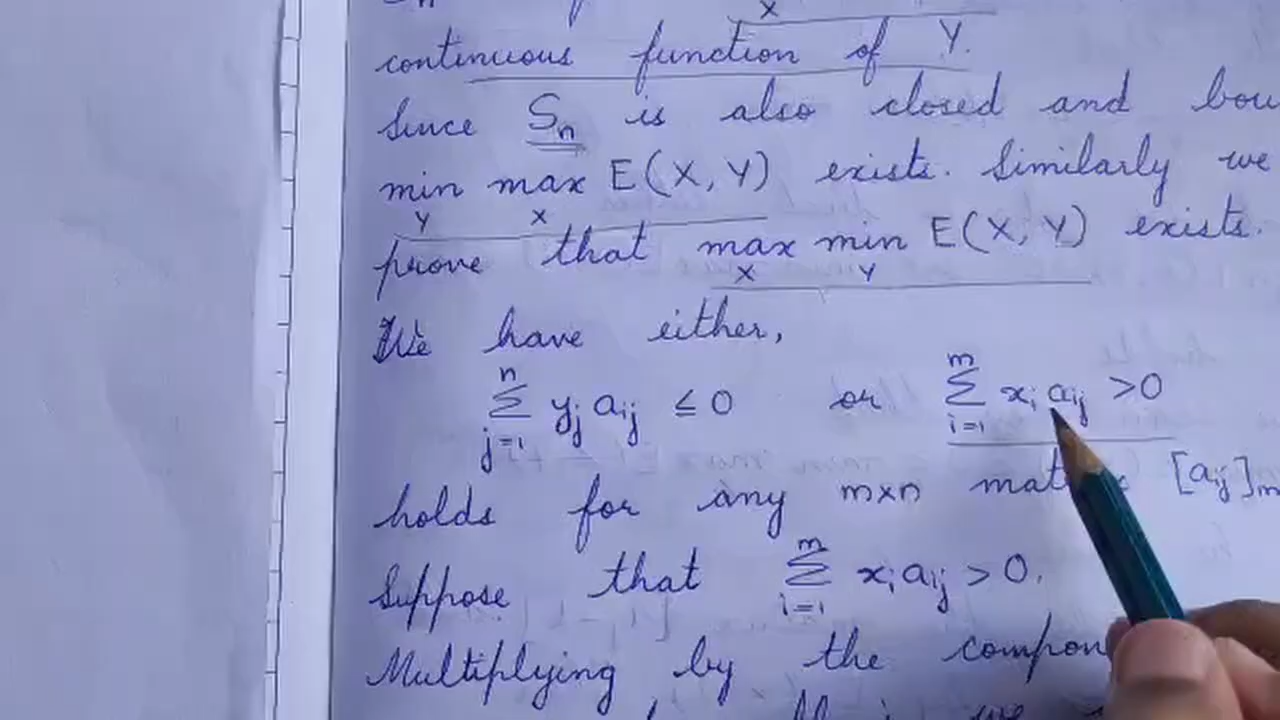 continuous function of Y.
Since Sn is also closed and
min max E(X, Y) exists. Similarly we
Y X
prove that max min E(X, Y) exists.
X Y
We have either,
n ∑ j=1 yj aij ≤ 0 or m ∑ i=1 xi aij > 0
holds for any m×n [aij]m
Suppose that m ∑ i=1 xi aij > 0.
Multiplying by the